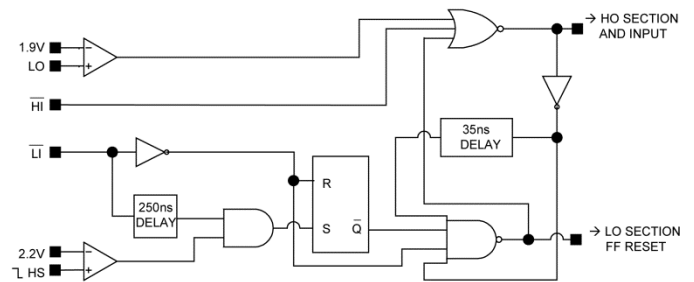 → HO SECTION
AND INPUT
1.9V
LO
HI
LI
35ns
DELAY
250ns
DELAY
R
S
Q
2.2V
HS
→ LO SECTION
FF RESET